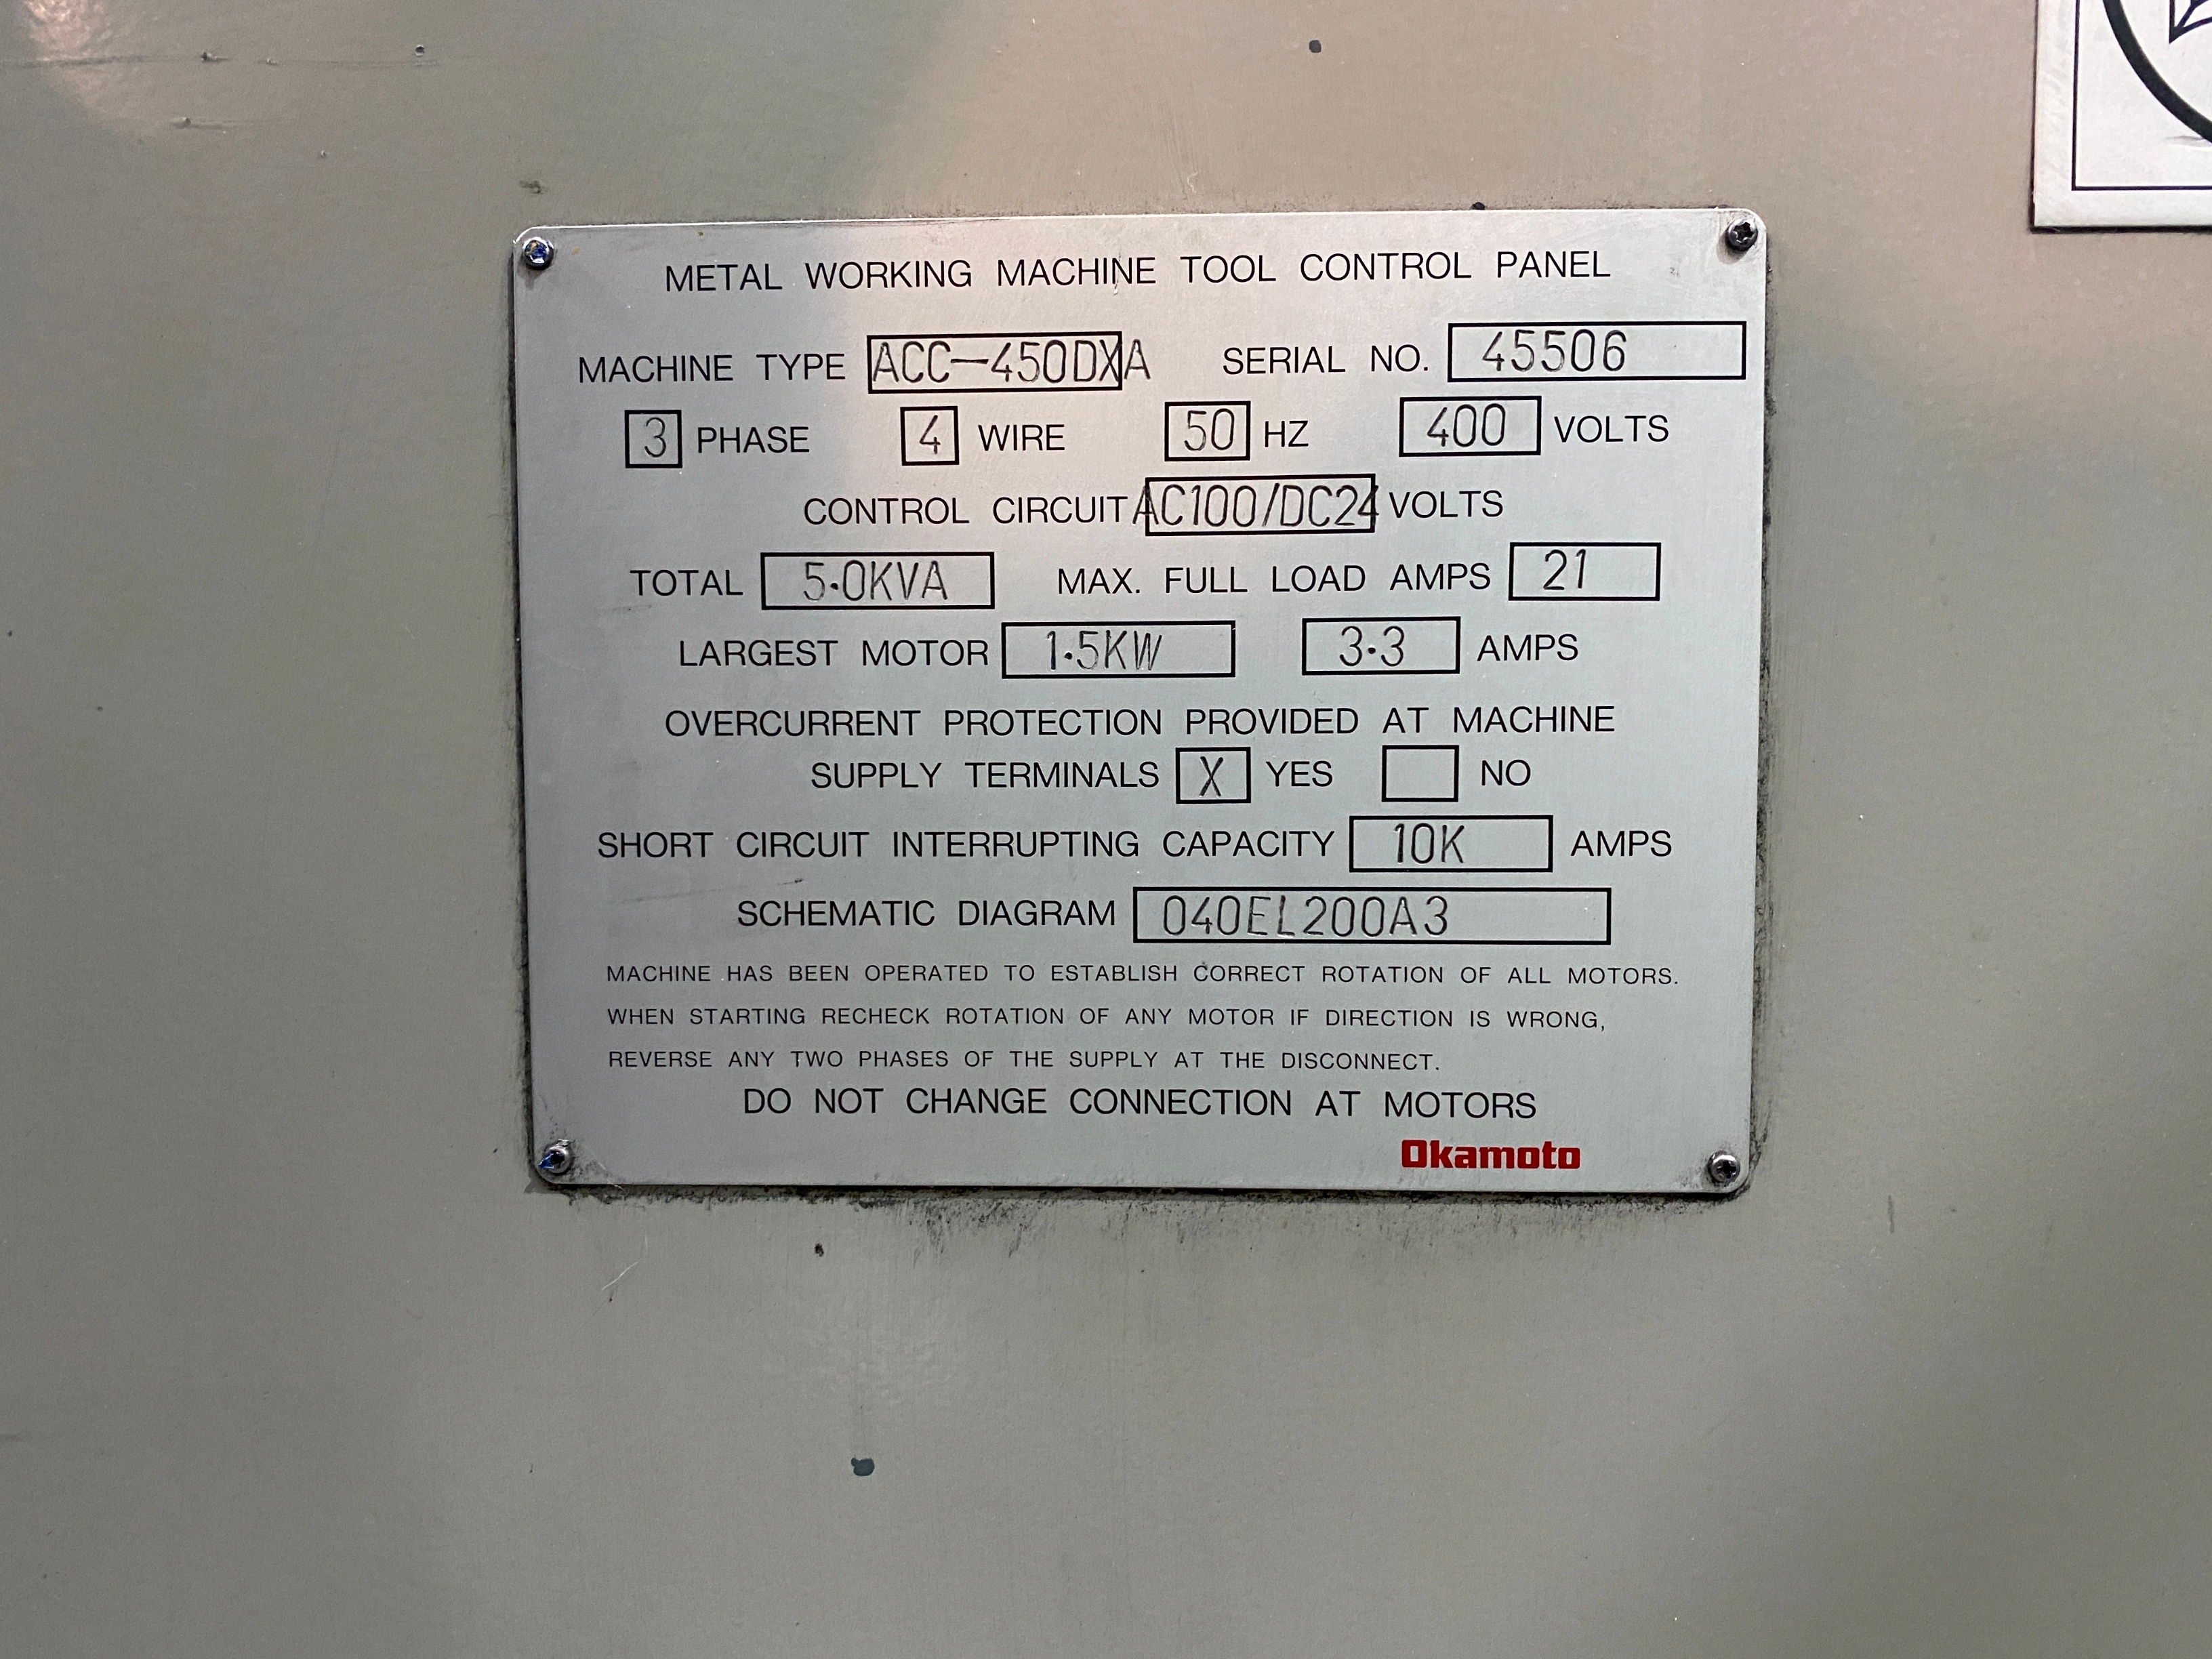 METAL WORKING MACHINE TOOL CONTROL PANEL
MACHINE TYPE ACC-450DXA SERIAL NO. 45506
3 PHASE 4 WIRE 50 HZ 400 VOLTS
CONTROL CIRCUIT AC100/DC24 VOLTS
TOTAL 5.0KVA MAX. FULL LOAD AMPS 21
LARGEST MOTOR 1.5KW 3.3 AMPS
OVERCURRENT PROTECTION PROVIDED AT MACHINE
SUPPLY TERMINALS X YES NO
SHORT CIRCUIT INTERRUPTING CAPACITY 10K AMPS
SCHEMATIC DIAGRAM 040EL200A3
MACHINE HAS BEEN OPERATED TO ESTABLISH CORRECT ROTATION OF ALL MOTORS.
WHEN STARTING RECHECK ROTATION OF ANY MOTOR IF DIRECTION IS WRONG,
REVERSE ANY TWO PHASES OF THE SUPPLY AT THE DISCONNECT.
DO NOT CHANGE CONNECTION AT MOTORS
Okamoto